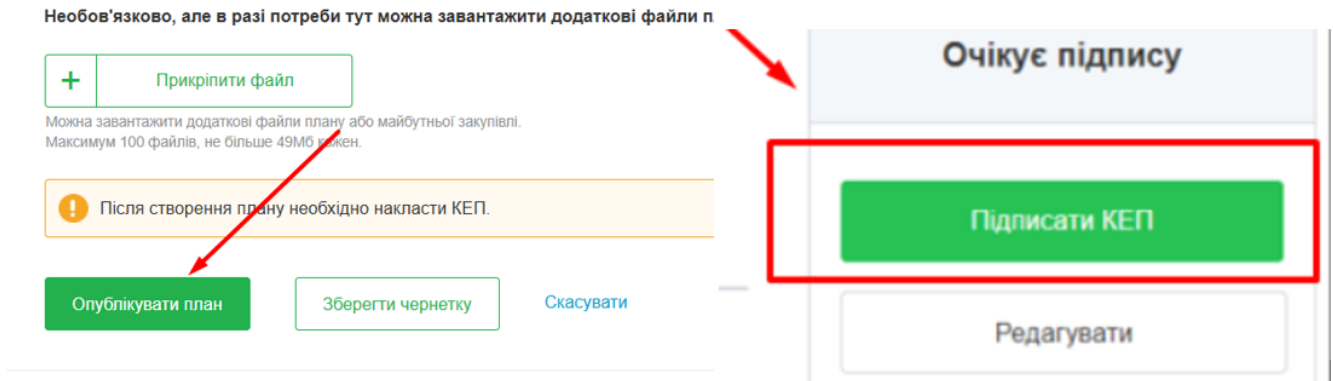 Необов'язково, але в разі потреби тут можна завантажити додаткові файли
+ Прикріпити файл
Можна завантажити додаткові файли плану або майбутньої закупівлі.
Максимум 100 файлів, не більше 49Мб кожен.
! Після створення плану необхідно накласти КЕП.
Опублікувати план
Зберегти чернетку
Скасувати
Очікує підпису
Підписати КЕП
Редагувати